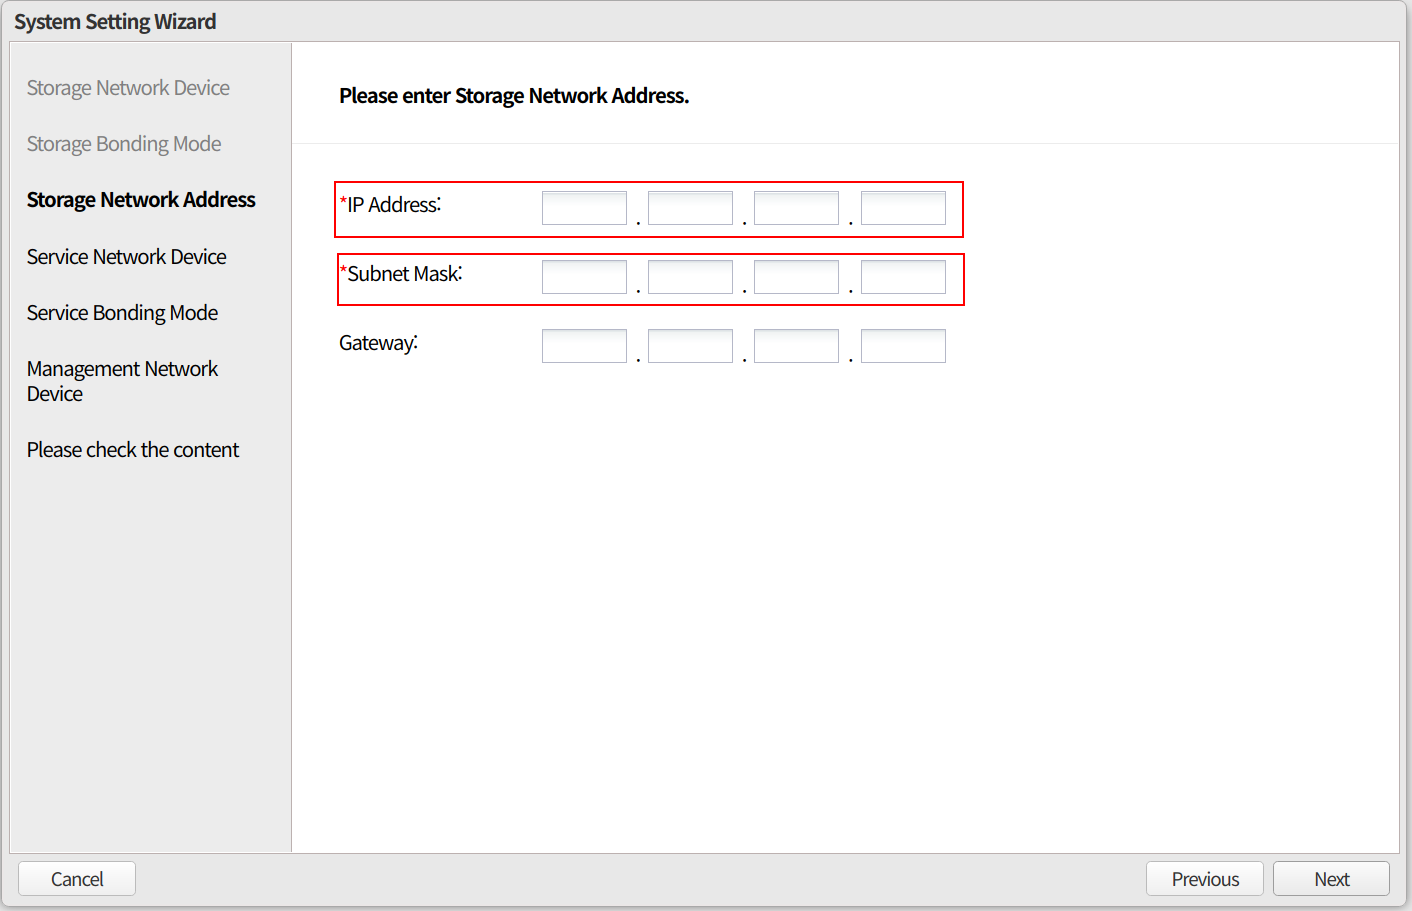 System Setting Wizard
Storage Network Device
Storage Bonding Mode
Storage Network Address
Service Network Device
Service Bonding Mode
Management Network
Device
Please check the content
Please enter Storage Network Address.
*IP Address: . . .
*Subnet Mask: . . .
Gateway: . . .
Cancel
Previous
Next